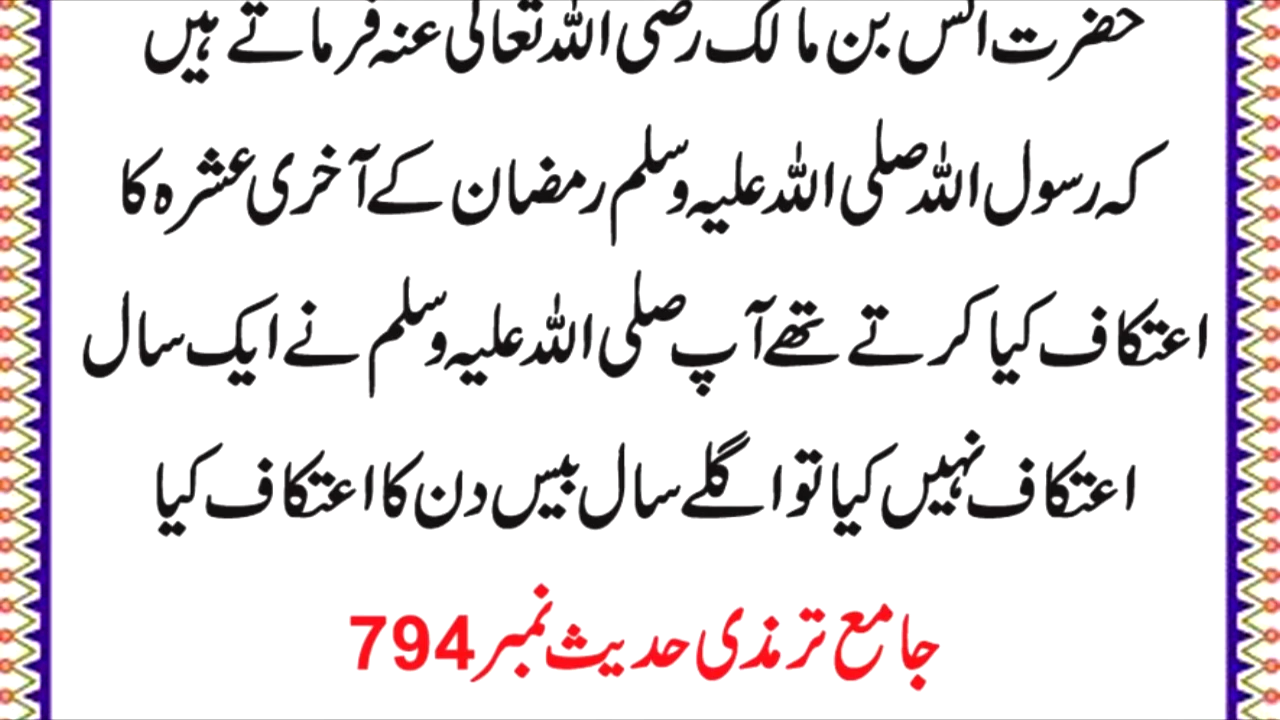 حضرت انس بن مالک رضی اللہ تعالی عنہ فرماتے ہیں
کہ رسول اللہ صلی اللہ علیہ وسلم رمضان کے آخری عشرہ کا
اعتکاف کیا کرتے تھے آپ صلی اللہ علیہ وسلم نے ایک سال
اعتکاف نہیں کیا تو اگلے سال بیس دن کا اعتکاف کیا
جامع ترمذی حدیث نمبر 794